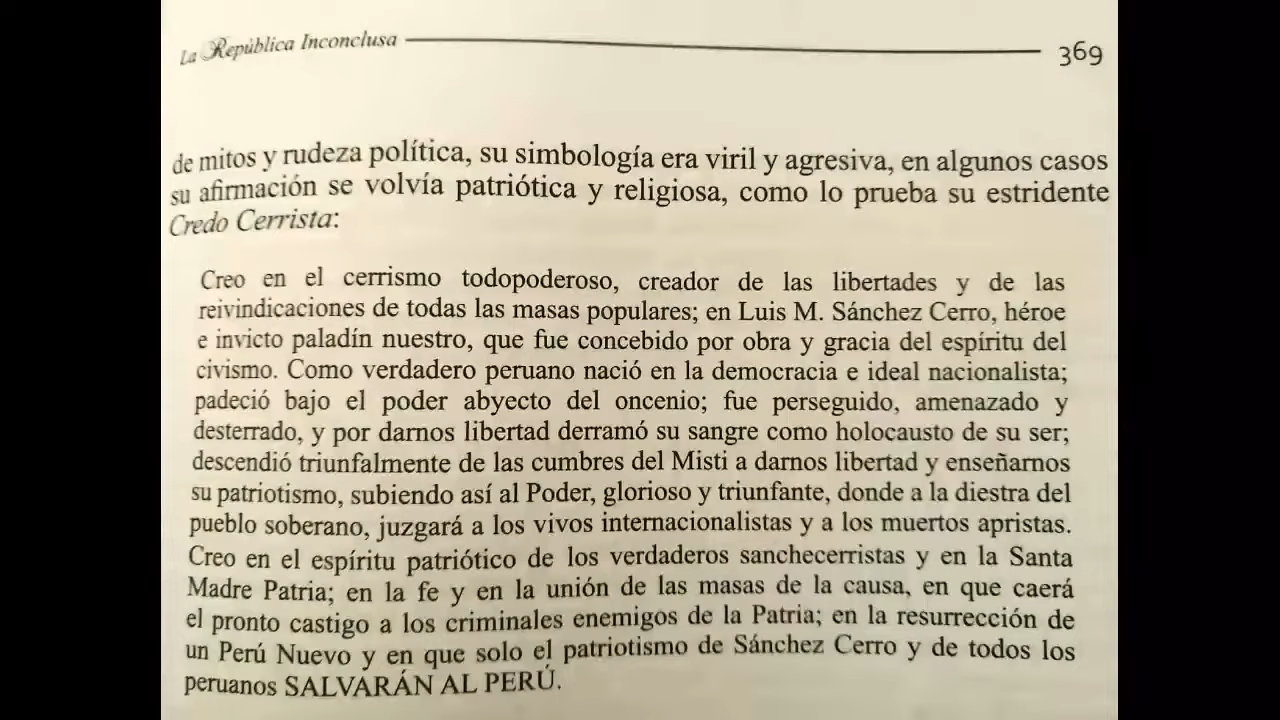 La República Inconclusa 369
de mitos y rudeza política, su simbología era viril y agresiva, en algunos casos
su afirmación se volvía patriótica y religiosa, como lo prueba su estridente
Credo Cerrista:
Creo en el cerrismo todopoderoso, creador de las libertades y de las
reivindicaciones de todas las masas populares; en Luis M. Sánchez Cerro, héroe
e invicto paladín nuestro, que fue concebido por obra y gracia del espíritu del
civismo. Como verdadero peruano nació en la democracia e ideal nacionalista;
padeció bajo el poder abyecto del oncenio; fue perseguido, amenazado y
desterrado, y por darnos libertad derramó su sangre como holocausto de su ser;
descendió triunfalmente de las cumbres del Misti a darnos libertad y enseñarnos
su patriotismo, subiendo así al Poder, glorioso y triunfante, donde a la diestra del
pueblo soberano, juzgará a los vivos internacionalistas y a los muertos apristas.
Creo en el espíritu patriótico de los verdaderos sanchecerristas y en la Santa
Madre Patria; en la fe y en la unión de las masas de la causa, en que caerá
el pronto castigo a los criminales enemigos de la Patria; en la resurrección de
un Perú Nuevo y en que solo el patriotismo de Sánchez Cerro y de todos los
peruanos SALVARÁN AL PERÚ.